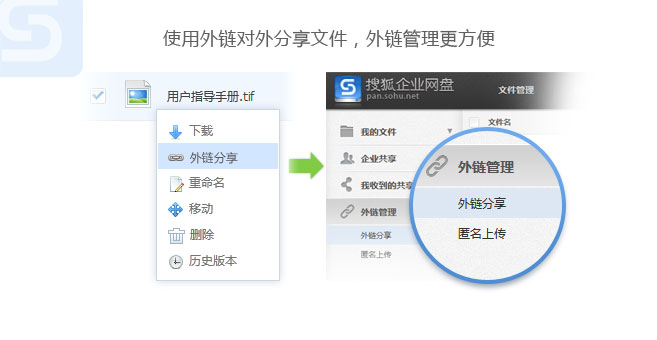 使用外链对外分享文件，外链管理更方便
用户指导手册.tif
下载
外链分享
重命名
移动
删除
历史版本
搜狐企业网盘
pan.sohu.net
文件管理
文件名
我的文件
企业共享
我收到的共享
外链管理
外链分享
匿名上传
外链管理
外链分享
匿名上传